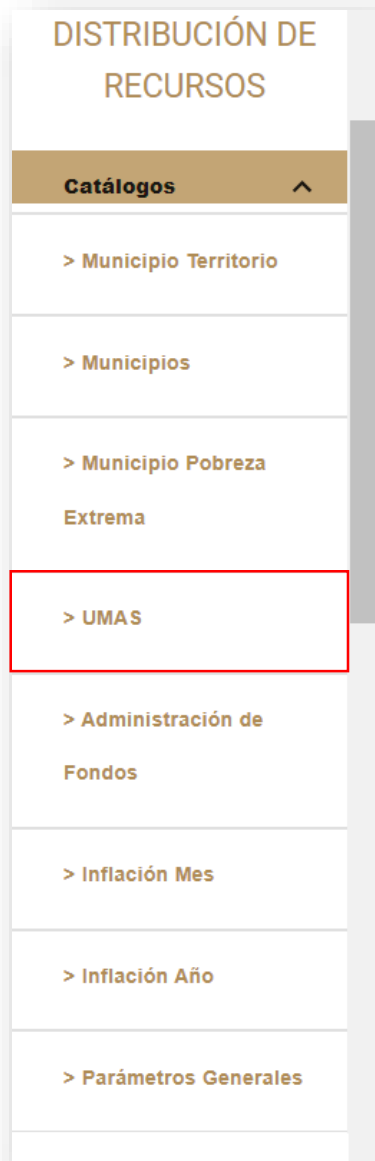 DISTRIBUCIÓN DE
RECURSOS
Catálogos
> Municipio Territorio
> Municipios
> Municipio Pobreza
Extrema
> UMAS
> Administración de
Fondos
> Inflación Mes
> Inflación Año
> Parámetros Generales